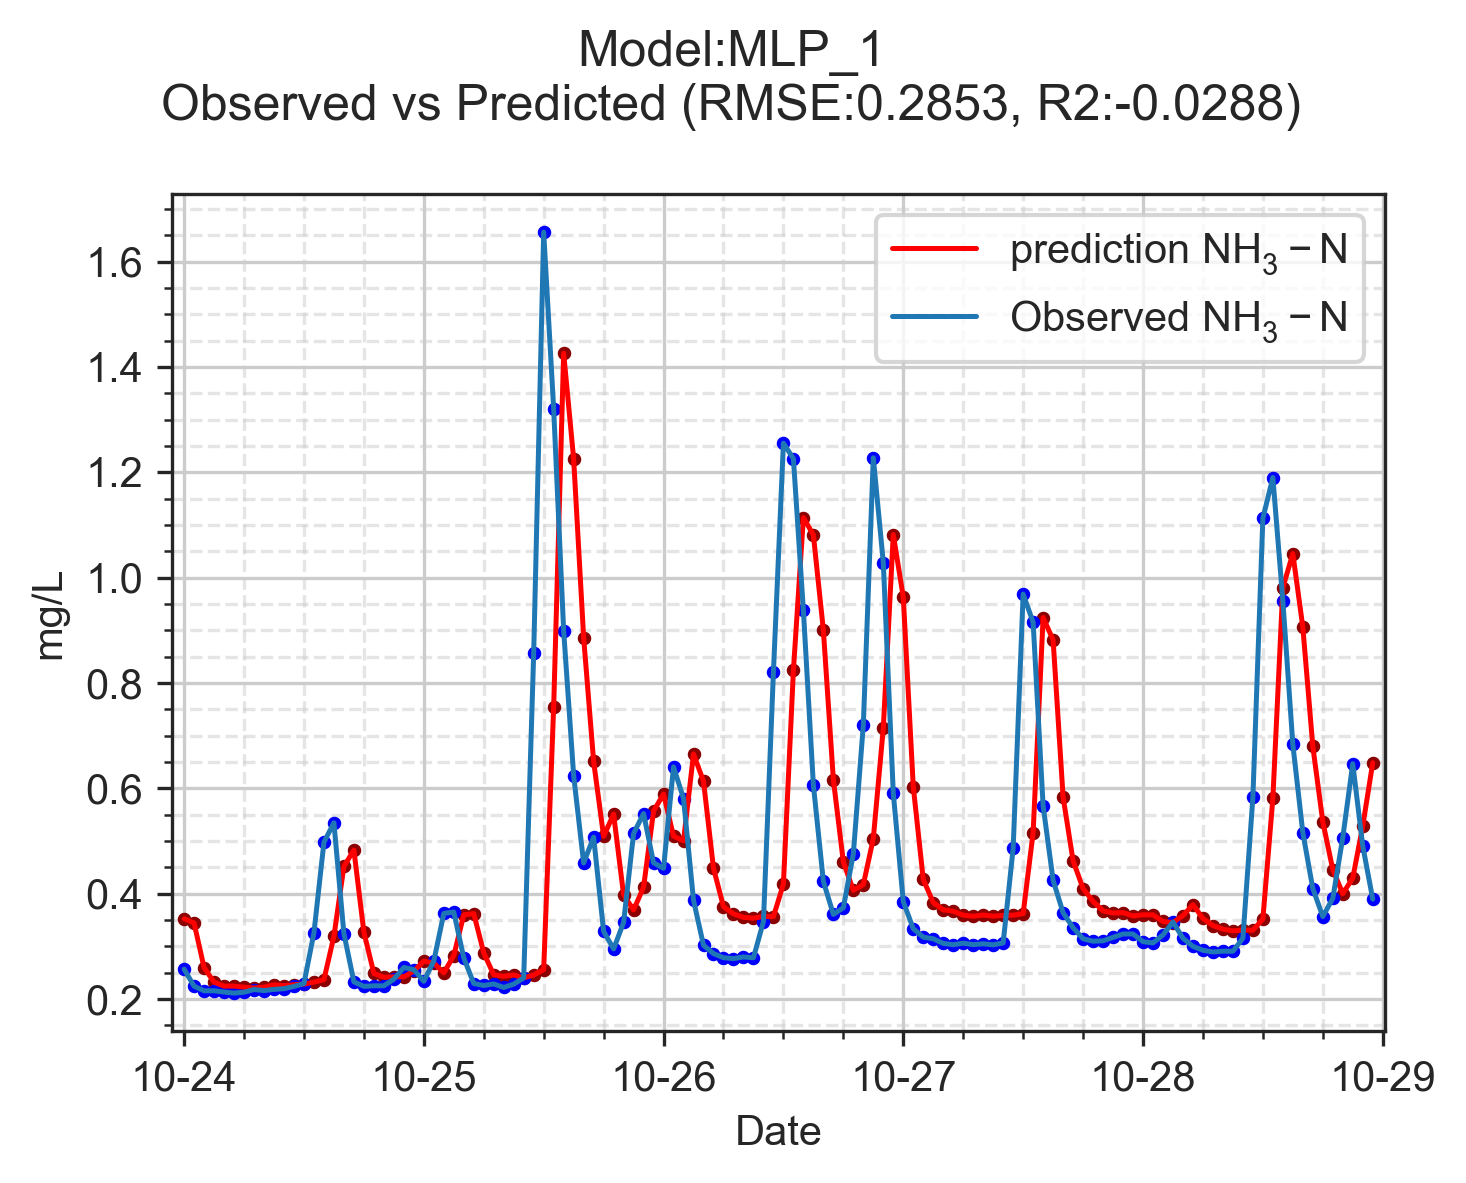 Model:MLP_1
Observed vs Predicted (RMSE:0.2853, R2:-0.0288)
prediction NH₃ − N
Observed NH₃ − N
1.6
1.4
1.2
1.0
0.8
0.6
0.4
0.2
mg/L
10-24 10-25 10-26 10-27 10-28 10-29
Date